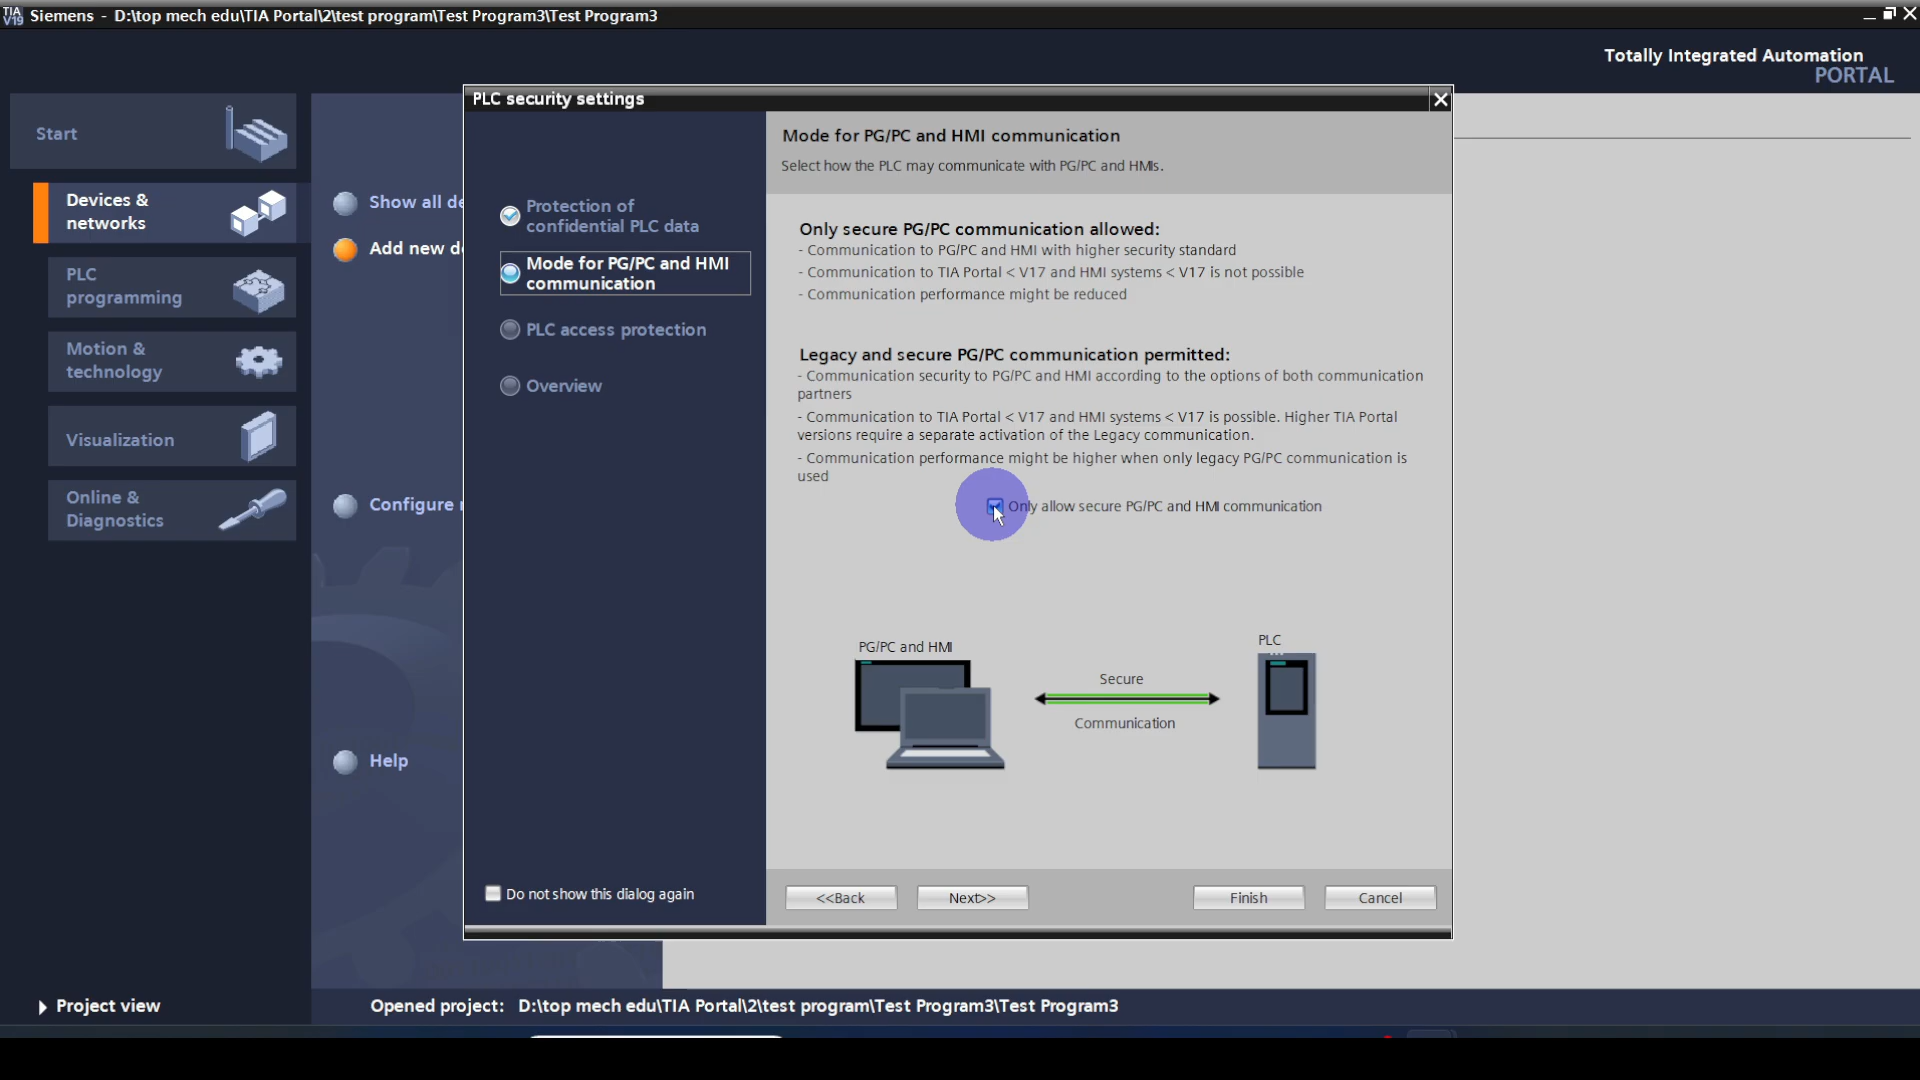 TIA
V19
Siemens - D:\top mech edu\TIA Portal\2\test program\Test Program3\Test Program3
Totally Integrated Automation
PORTAL
Start
Devices &
networks
PLC
programming
Motion &
technology
Visualization
Online &
Diagnostics
Show all de
Add new de
Configure
Help
PLC security settings
Protection of
confidential PLC data
Mode for PG/PC and HMI
communication
PLC access protection
Overview
Do not show this dialog again
Mode for PG/PC and HMI communication
Select how the PLC may communicate with PG/PC and HMIs.
Only secure PG/PC communication allowed:
- Communication to PG/PC and HMI with higher security standard
- Communication to TIA Portal < V17 and HMI systems < V17 is not possible
- Communication performance might be reduced
Legacy and secure PG/PC communication permitted:
- Communication security to PG/PC and HMI according to the options of both communication
partners
- Communication to TIA Portal < V17 and HMI systems < V17 is possible. Higher TIA Portal
versions require a separate activation of the Legacy communication.
- Communication performance might be higher when only legacy PG/PC communication is
used
Only allow secure PG/PC and HMI communication
PG/PC and HMI
PLC
Secure
Communication
<<Back
Next>>
Finish
Cancel
Project view
Opened project: D:\top mech edu\TIA Portal\2\test program\Test Program3\Test Program3